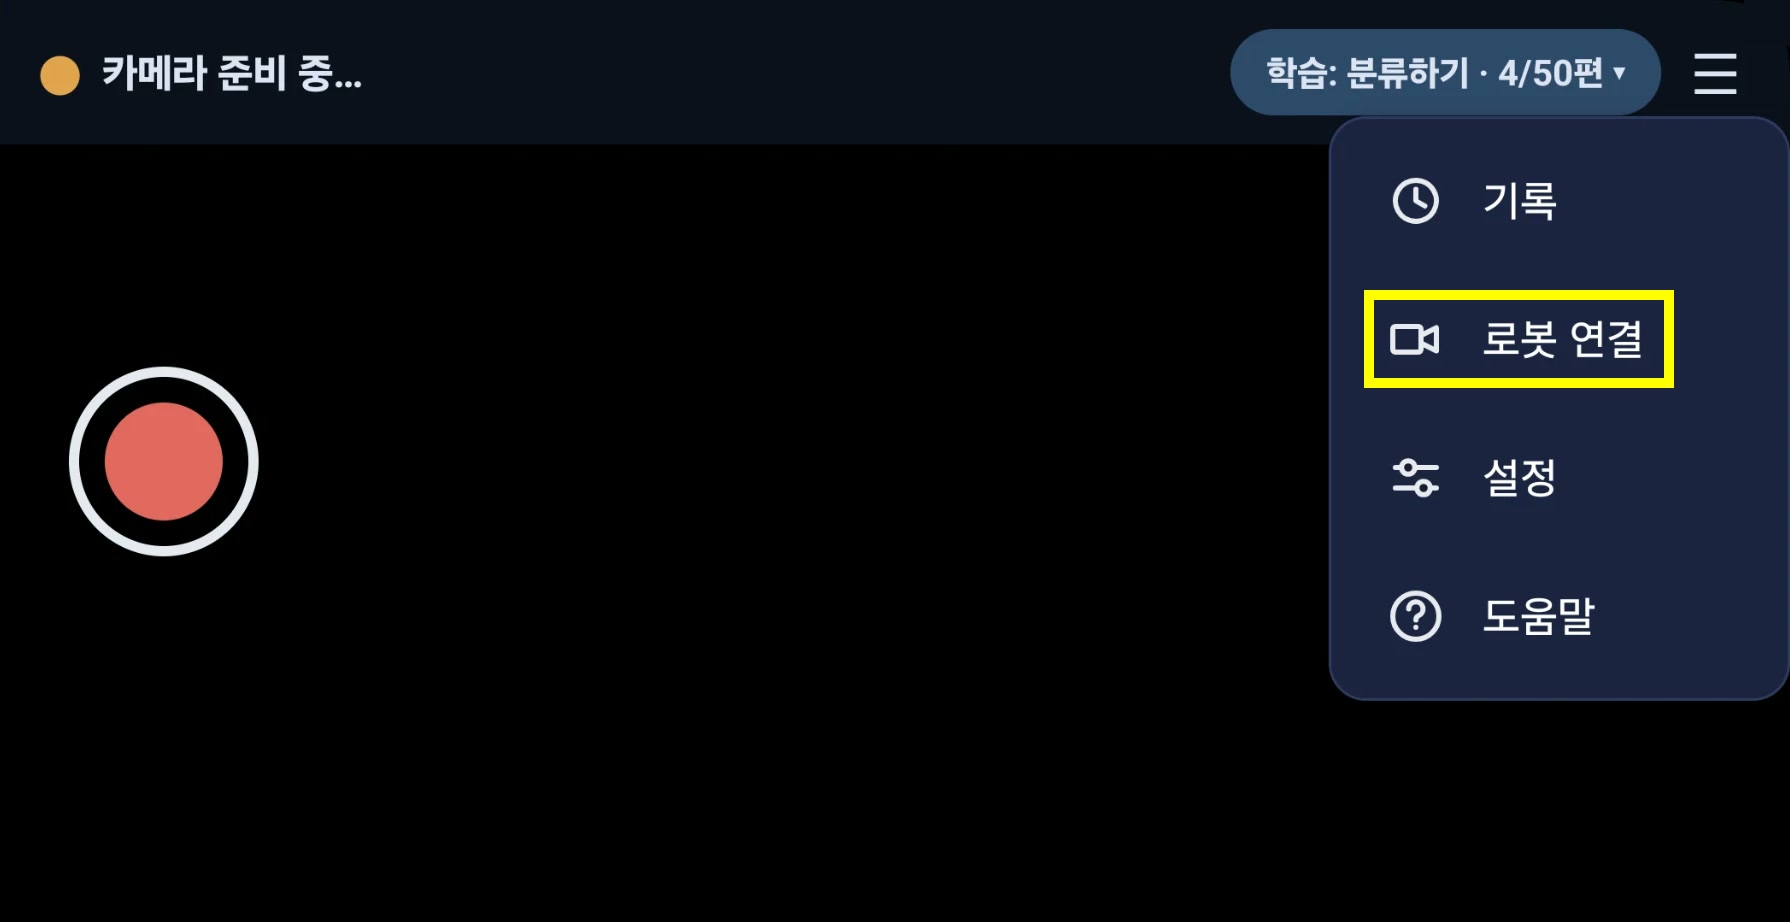 카메라 준비 중...
학습: 분류하기 · 4/50편 ▾
기록
로봇 연결
설정
도움말